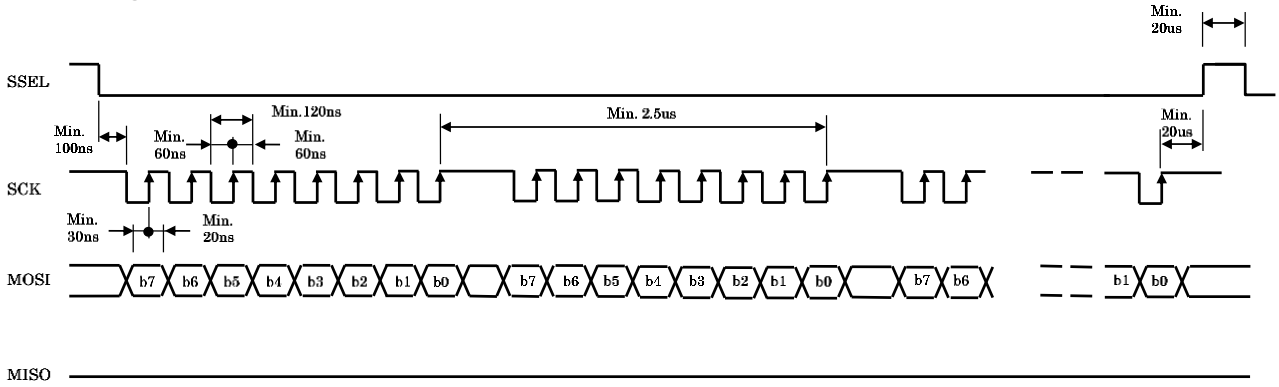 Min.
20us
SSEL
Min.120ns
Min. 2.5us
Min.
20us
Min.
100ns
Min.
60ns
Min.
60ns
SCK
Min.
30ns
Min.
20ns
MOSI
b7 b6 b5 b4 b3 b2 b1 b0 b7 b6 b5 b4 b3 b2 b1 b0 b7 b6 b1 b0
MISO